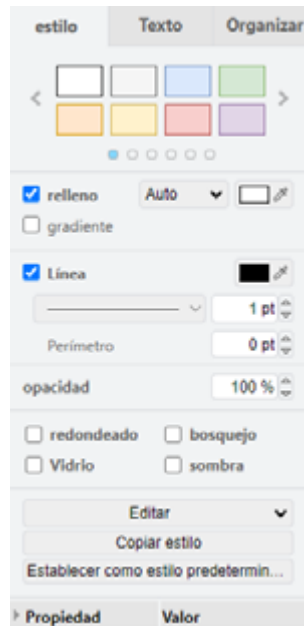 estilo Texto Organizar
relleno Auto
gradiente
Línea
1 pt
Perímetro 0 pt
opacidad 100 %
redondeado bosquejo
Vidrio sombra
Editar
Copiar estilo
Establecer como estilo predetermin...
Propiedad Valor